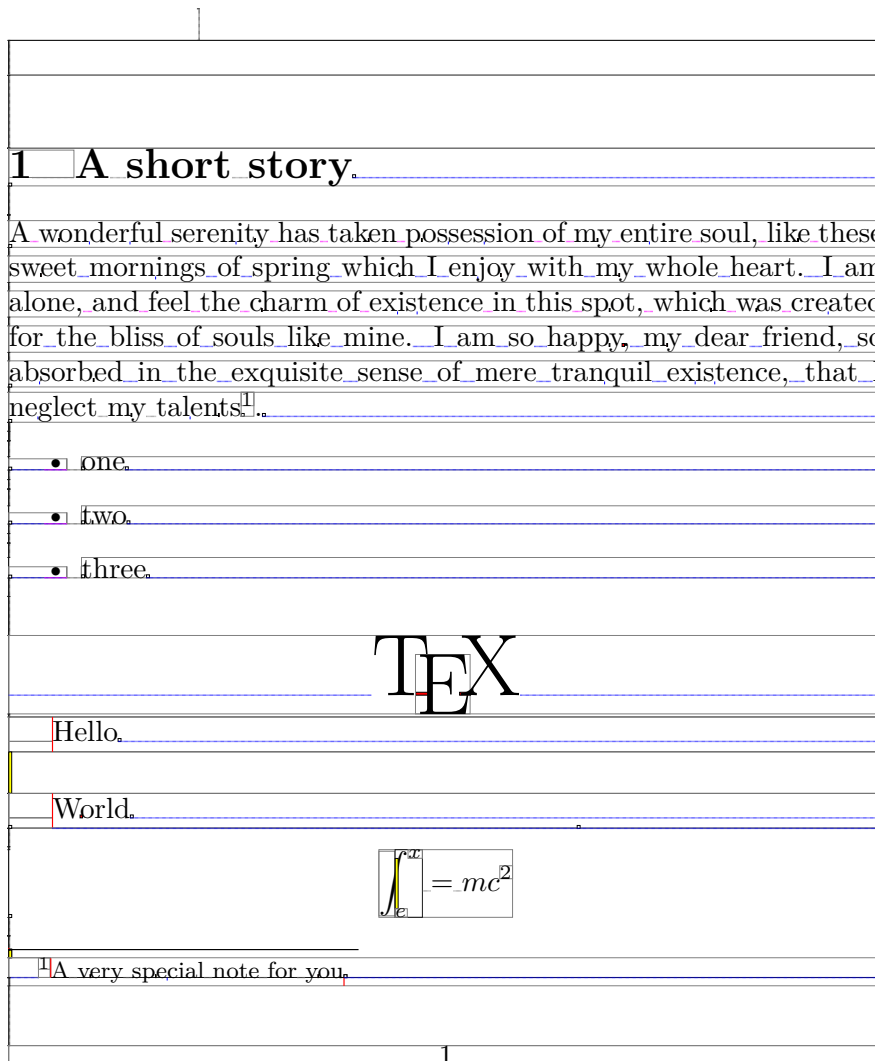 1 A short story
A wonderful serenity has taken possession of my entire soul, like these
sweet mornings of spring which I enjoy with my whole heart. I am
alone, and feel the charm of existence in this spot, which was created
for the bliss of souls like mine. I am so happy, my dear friend, so
absorbed in the exquisite sense of mere tranquil existence, that I
neglect my talents¹.
• one
• two
• three
TEX
Hello
World
∫ₑˣ = mc²
¹A very special note for you
1